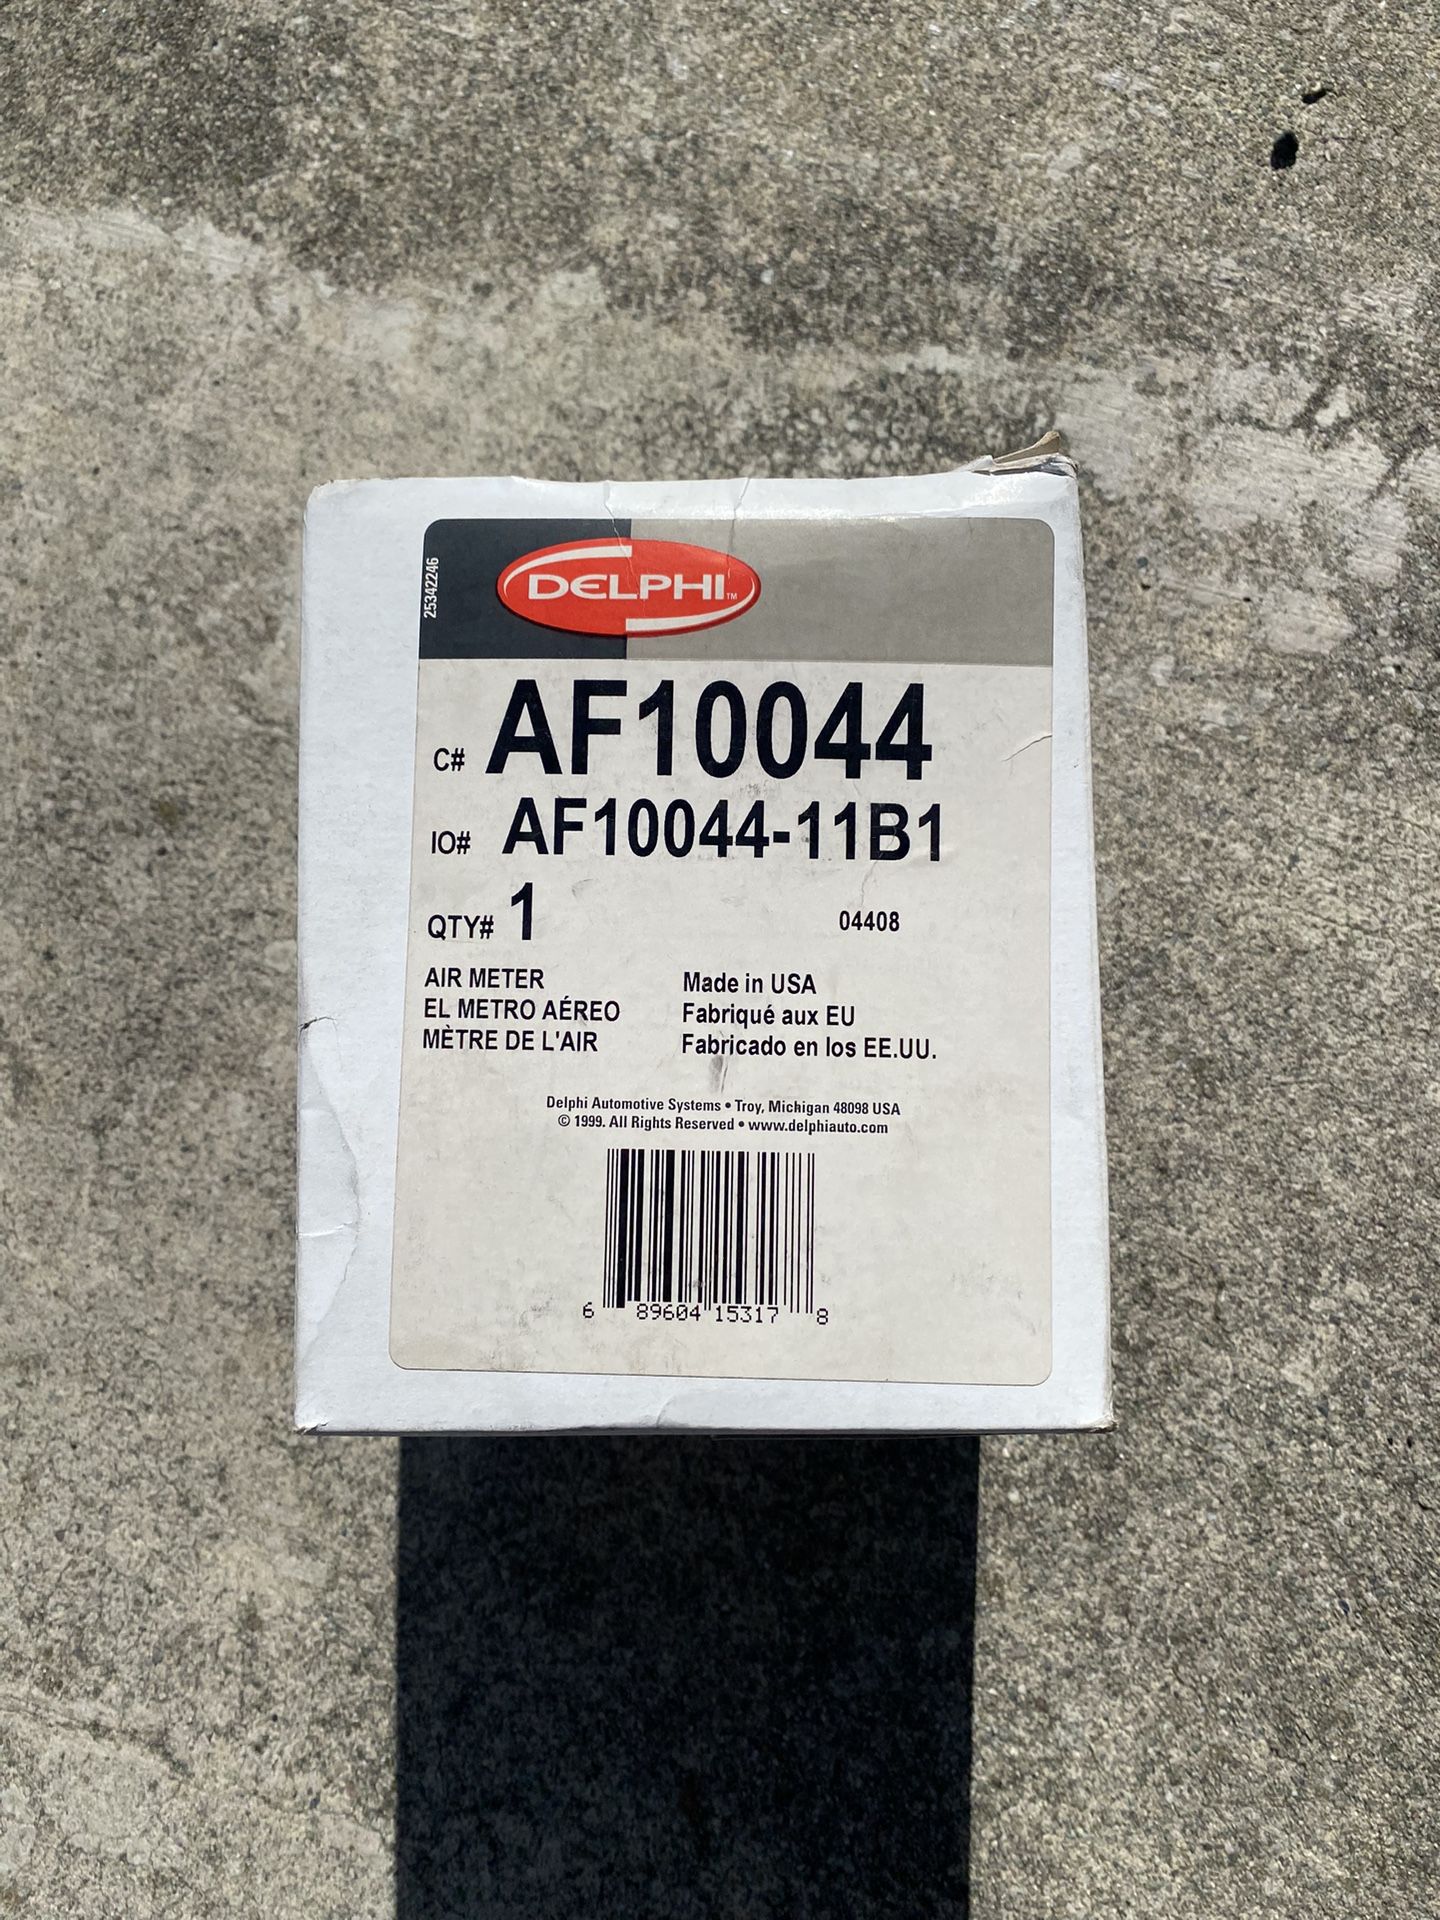 25342246
DELPHI™
C# AF10044
IO# AF10044-11B1
QTY# 1
04408
AIR METER
EL METRO AÉREO
MÈTRE DE L'AIR
Made in USA
Fabriqué aux EU
Fabricado en los EE.UU.
Delphi Automotive Systems • Troy, Michigan 48098 USA
© 1999. All Rights Reserved • www.delphiauto.com
6 89604 15317 8